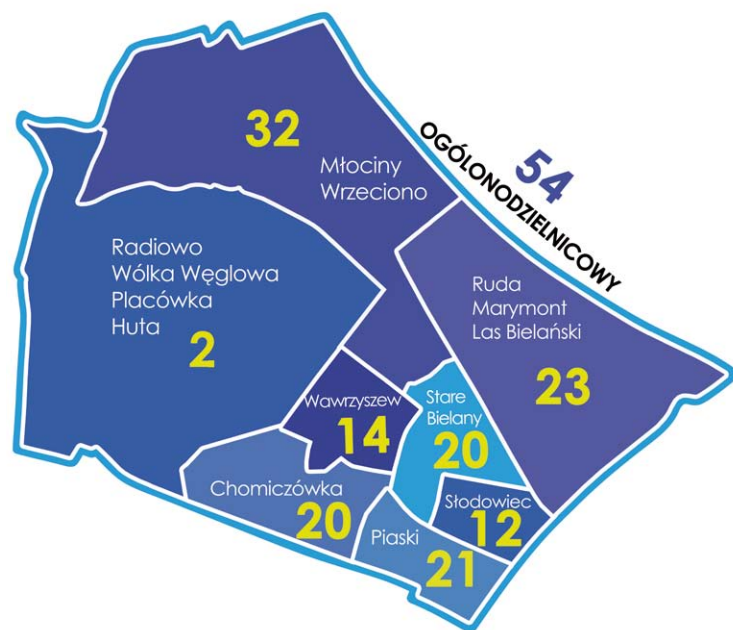 32
Młociny
Wrzeciono
54
OGÓLONODZIELNICOWY
Radiowo
Wólka Węglowa
Placówka
Huta
2
Ruda
Marymont
Las Bielański
23
Wawrzyszew
14
Stare
Bielany
20
Chomiczówka
20
Słodowiec
12
Piaski
21